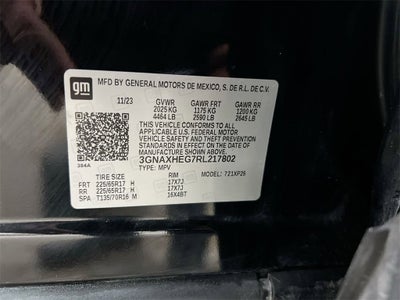 gm
MFD BY GENERAL MOTORS DE MEXICO, S. DE R.L. DE C.V.
11/23 GVWR GAWR FRT GAWR RR
2025 KG 1175 KG 1200 KG
4464 LB 2590 LB 2645 LB
THIS VEHICLE CONFORMS TO ALL APPLICABLE
U.S. FEDERAL MOTOR
VEHICLE SAFETY AND THEFT PREVENTION
STANDARDS IN EFFECT ON THE DATE OF
MANUFACTURE SHOWN ABOVE.
384A
3GNAXHEG7RL217802
TYPE: MPV MODEL: 721XP26
TIRE SIZE RIM
FRT 225/65R17 H 17X7J
RR 225/65R17 H 17X7J
SPA T135/70R16 M 16X4BT